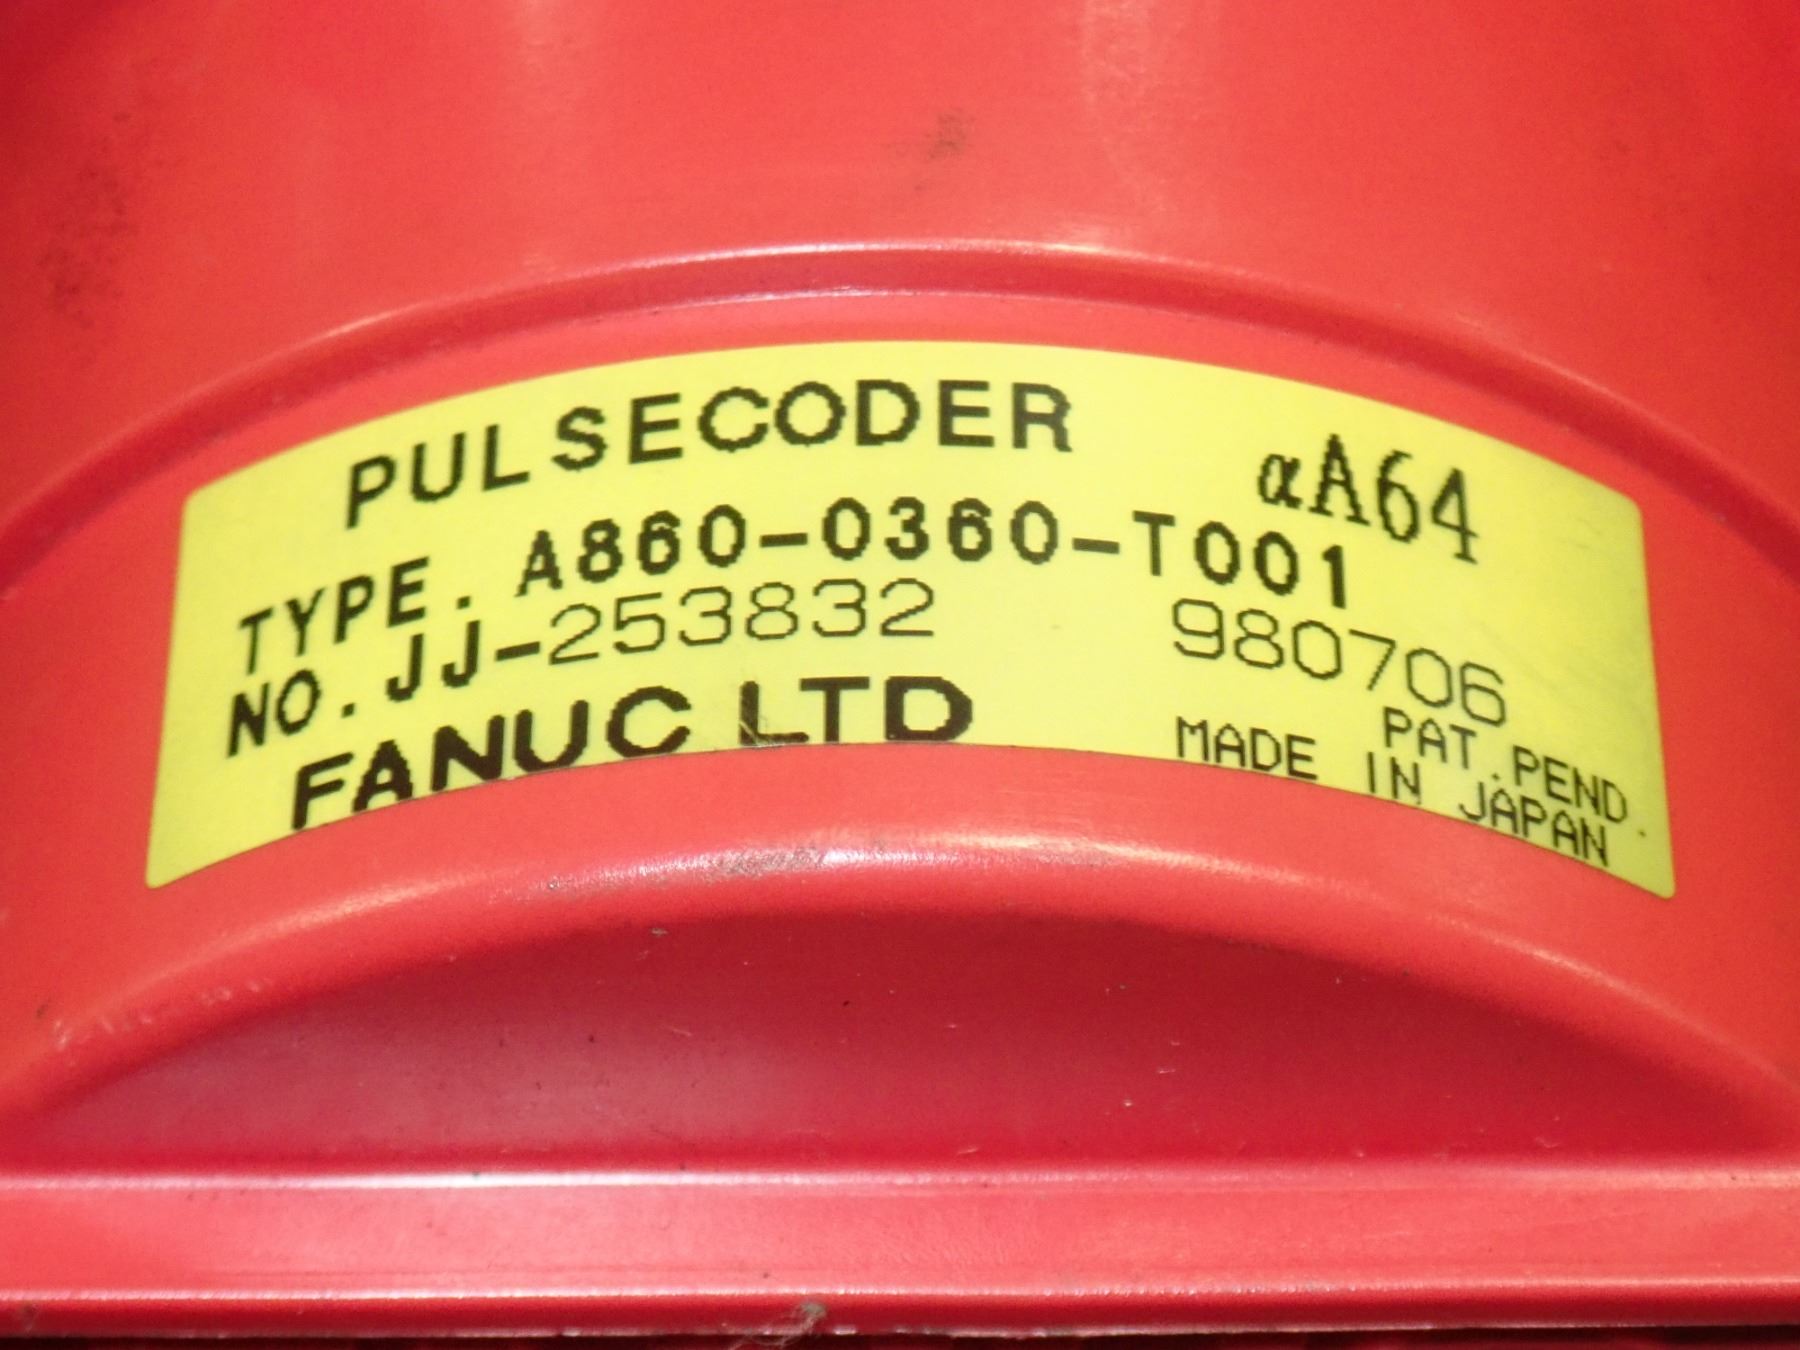 PULSECODER αA64
TYPE. A860-0360-T001
NO. JJ-253832 980706
FANUC LTD
PAT. PEND.
MADE IN JAPAN